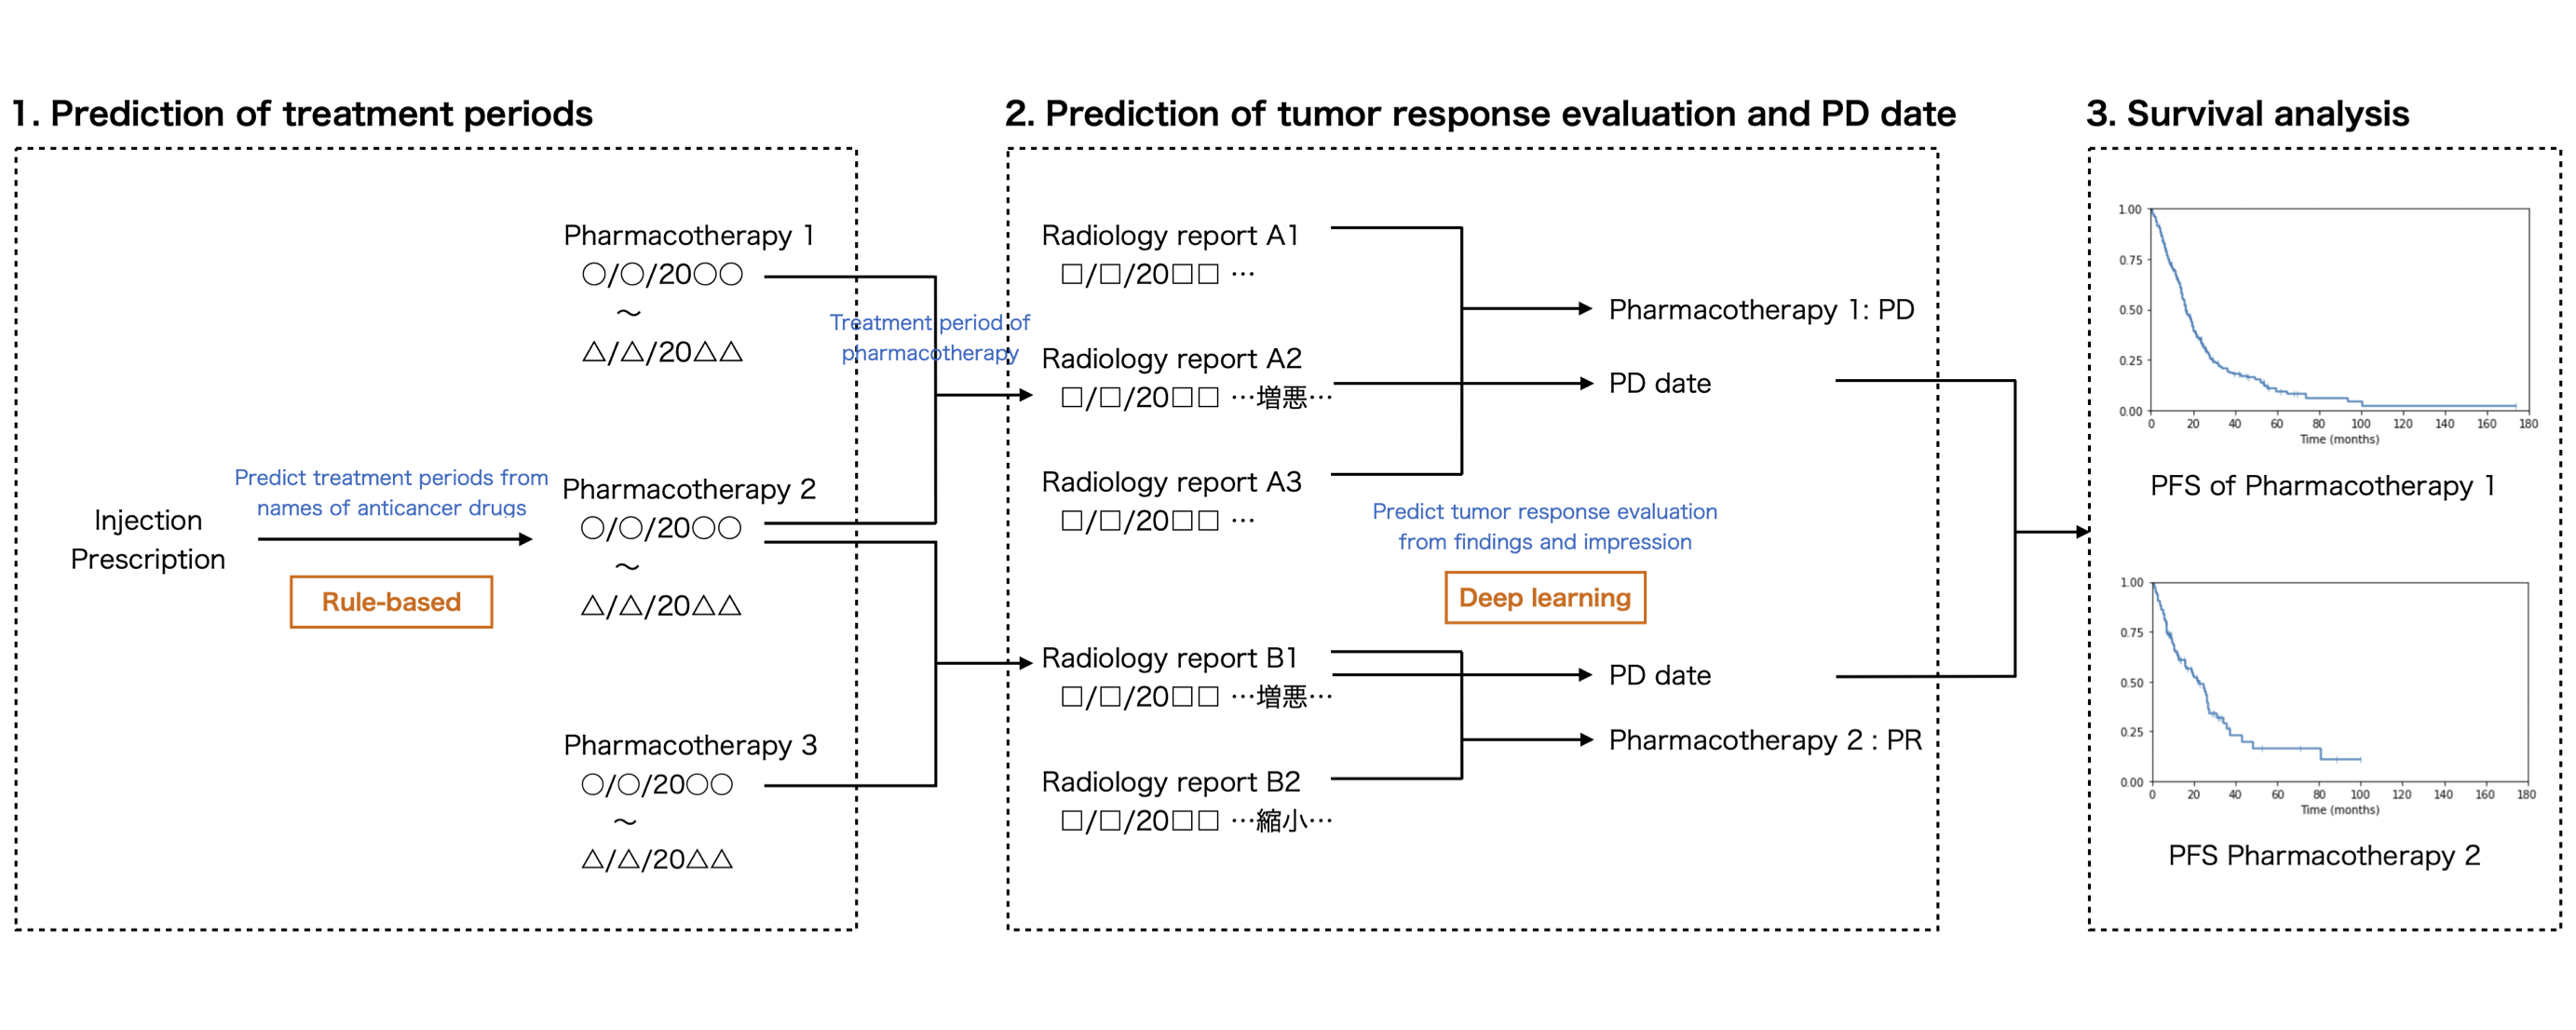 1. Prediction of treatment periods
Pharmacotherapy 1
○/○/20○○
～
△/△/20△△
Treatment period of
pharmacotherapy
Injection
Prescription
Predict treatment periods from
names of anticancer drugs
Rule-based
Pharmacotherapy 2
○/○/20○○
～
△/△/20△△
Pharmacotherapy 3
○/○/20○○
～
△/△/20△△
2. Prediction of tumor response evaluation and PD date
Radiology report A1
□/□/20□□ …
Radiology report A2
□/□/20□□ …増悪…
Radiology report A3
□/□/20□□ …
Pharmacotherapy 1: PD
PD date
Predict tumor response evaluation
from findings and impression
Deep learning
Radiology report B1
□/□/20□□ …増悪…
Radiology report B2
□/□/20□□ …縮小…
PD date
Pharmacotherapy 2 : PR
3. Survival analysis
1.00
0.75
0.50
0.25
0.00
0 20 40 60 80 100 120 140 160 180
Time (months)
PFS of Pharmacotherapy 1
1.00
0.75
0.50
0.25
0.00
0 20 40 60 80 100 120 140 160 180
Time (months)
PFS Pharmacotherapy 2